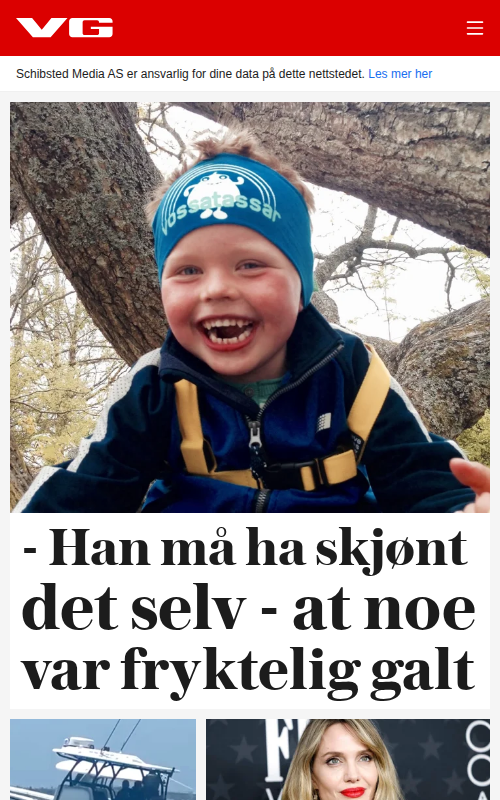 VG
Schibsted Media AS er ansvarlig for dine data på dette nettstedet. Les mer her
vossatassar
- Han må ha skjønt
det selv - at noe
var fryktelig galt